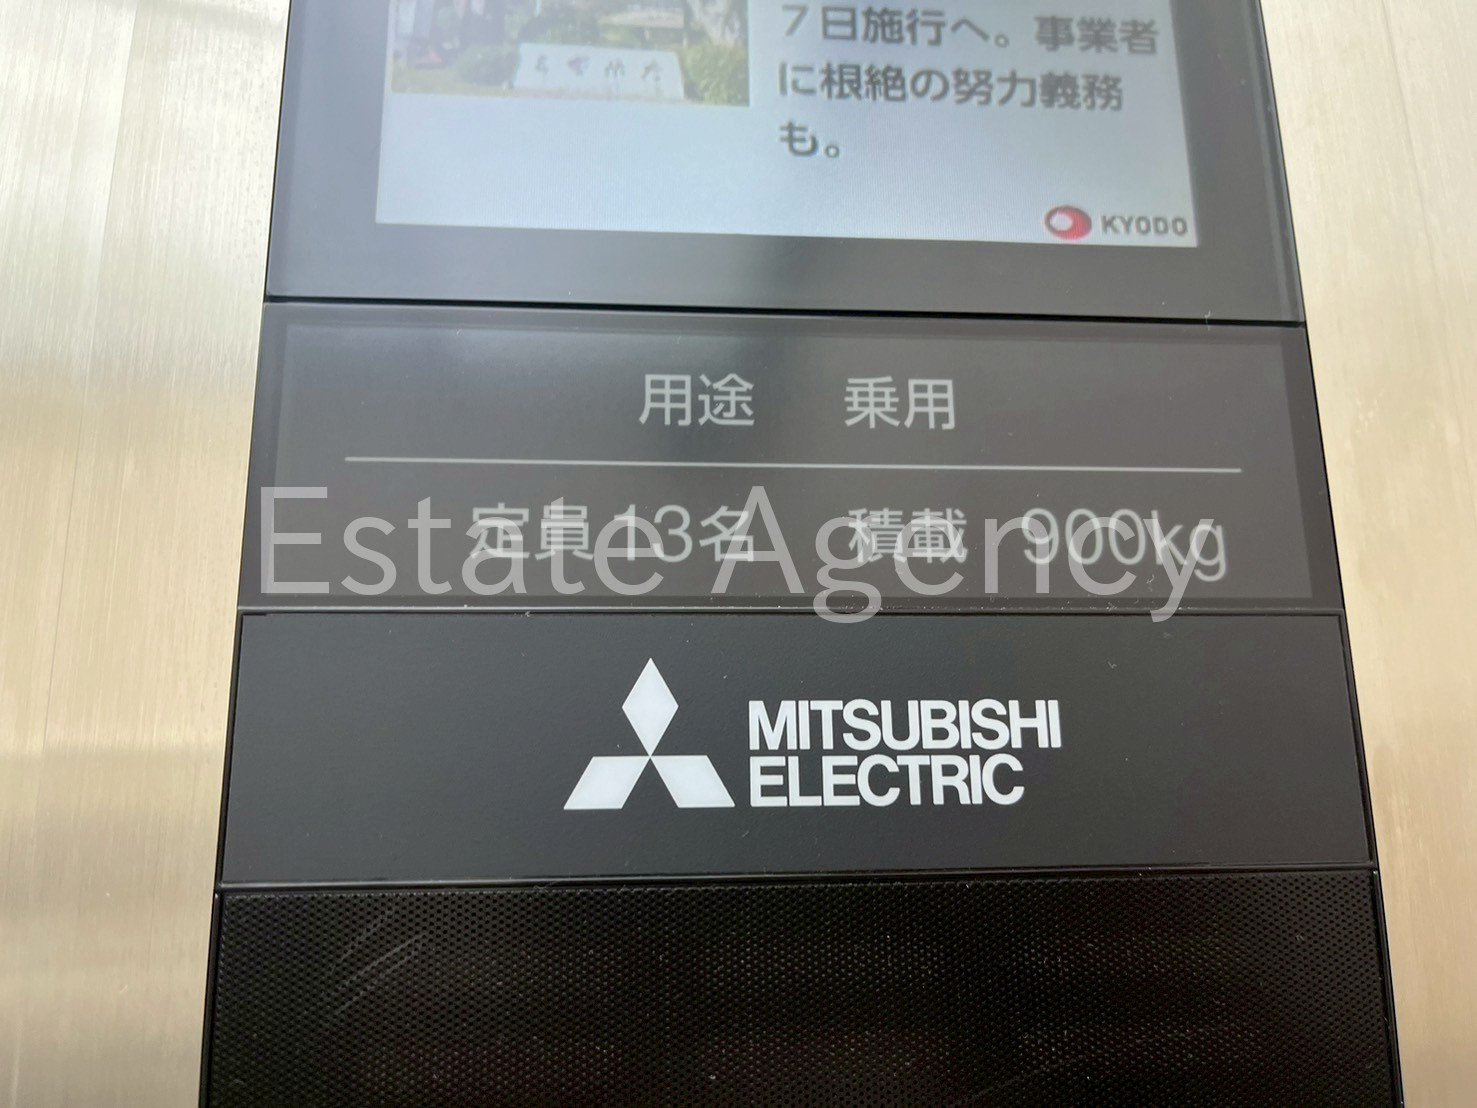 7日施行へ。事業者
に根絶の努力義務
も。
KYODO
用途 乗用
定員 13名 積載 900kg
Estate Agency
MITSUBISHI
ELECTRIC